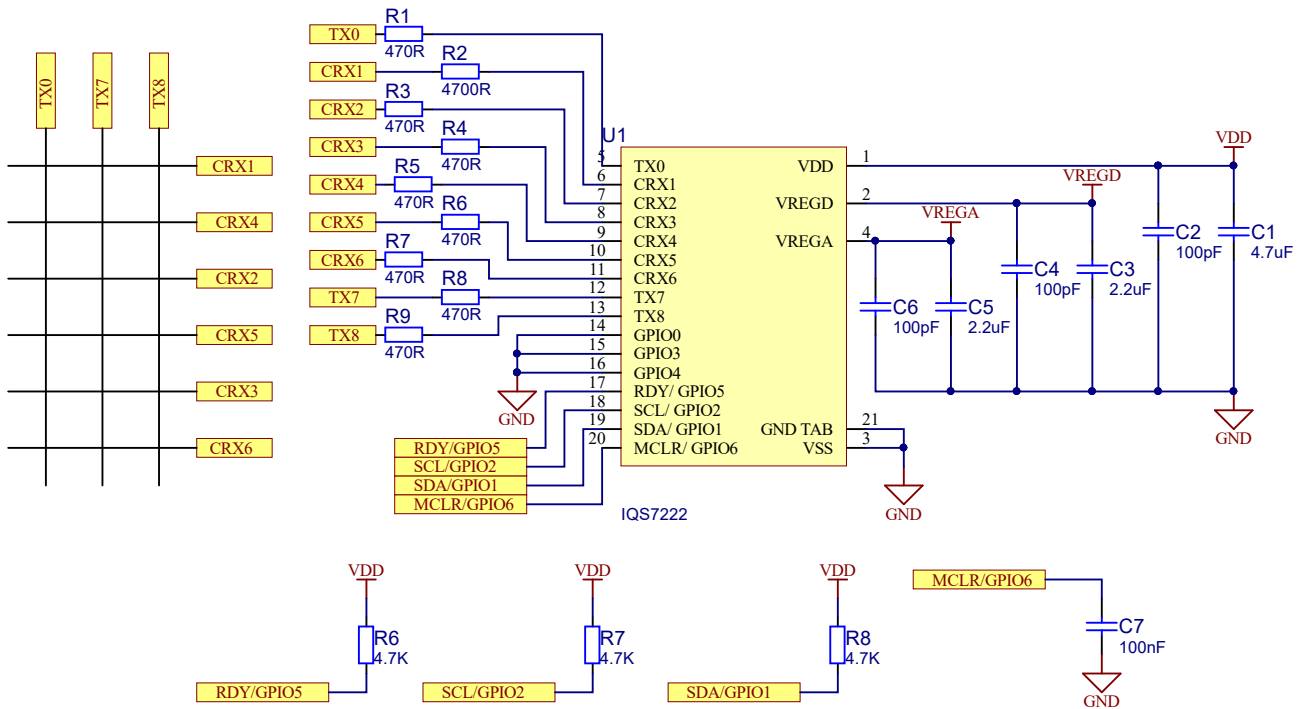 TX0
TX7
TX8
CRX1
CRX4
CRX2
CRX5
CRX3
CRX6
TX0
R1
470R
CRX1
R2
4700R
CRX2
R3
470R
CRX3
R4
470R
CRX4
R5
470R
CRX5
R6
470R
CRX6
R7
470R
TX7
R8
470R
TX8
R9
470R
GND
RDY/GPIO5
SCL/GPIO2
SDA/GPIO1
MCLR/GPIO6
U1
5 TX0
6 CRX1
7 CRX2
8 CRX3
9 CRX4
10 CRX5
11 CRX6
12 TX7
13 TX8
14 GPIO0
15 GPIO3
16 GPIO4
17 RDY/ GPIO5
18 SCL/ GPIO2
19 SDA/ GPIO1
20 MCLR/ GPIO6
VDD 1
VREGD 2
VREGA 4
GND TAB 21
VSS 3
IQS7222
GND
VREGA
VREGD
VDD
C6
100pF
C5
2.2uF
C4
100pF
C3
2.2uF
C2
100pF
C1
4.7uF
GND
VDD
R6
4.7K
RDY/GPIO5
VDD
R7
4.7K
SCL/GPIO2
VDD
R8
4.7K
SDA/GPIO1
MCLR/GPIO6
C7
100nF
GND